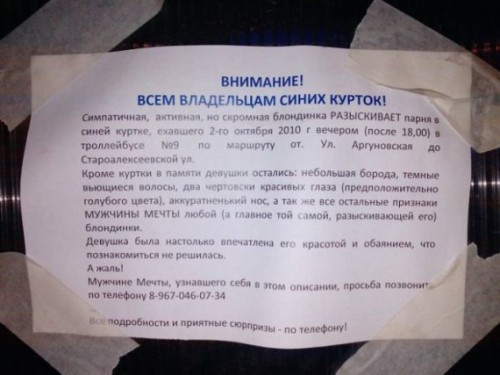 ВНИМАНИЕ!
ВСЕМ ВЛАДЕЛЬЦАМ СИНИХ КУРТОК!
Симпатичная, активная, но скромная блондинка РАЗЫСКИВАЕТ парня в
синей куртке, ехавшего 2-го октября 2010 г вечером (после 18,00) в
троллейбусе №9 по маршруту от. Ул. Аргуновская до
Староалексеевской ул.
Кроме куртки в памяти девушки остались: небольшая борода, темные
вьющиеся волосы, два чертовски красивых глаза (предположительно
голубого цвета), аккуратненький нос, а так же все остальные признаки
МУЖЧИНЫ МЕЧТЫ любой (а главное той самой, разыскивающей его)
блондинки.
Девушка была настолько впечатлена его красотой и обаянием, что
познакомиться не решилась.
А жаль!
Мужчине Мечты, узнавшего себя в этом описании, просьба позвонит
по телефону 8-967-046-07-34
Все подробности и приятные сюрпризы - по телефону!